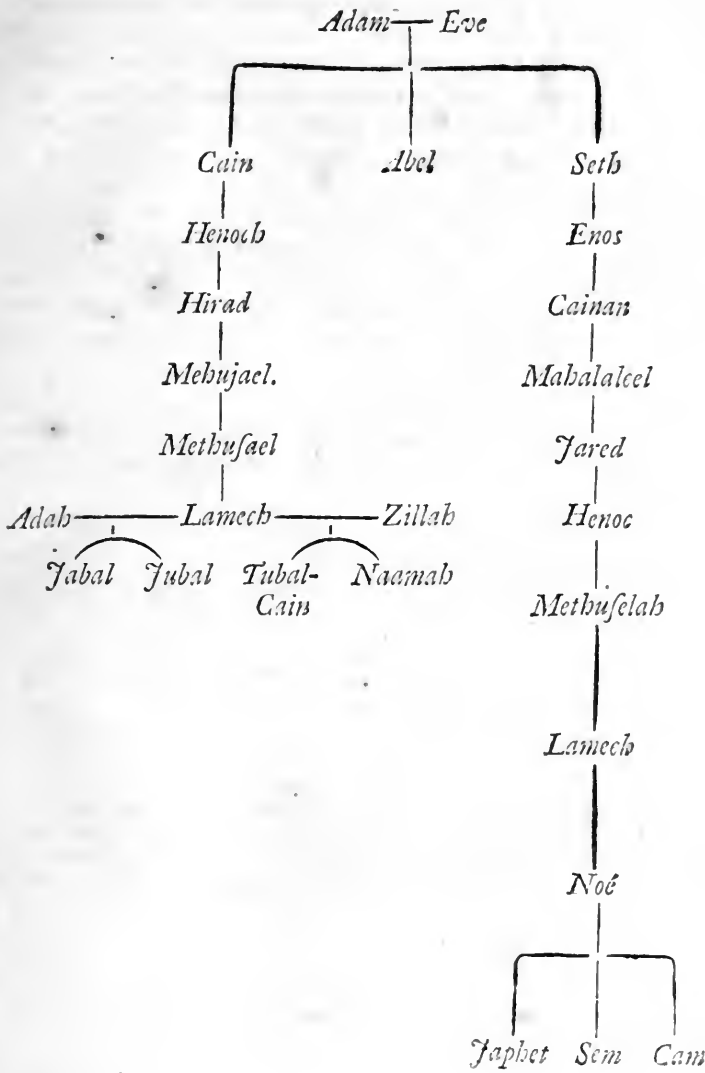 Adam Eve
Cain Abel Seth
Henoch Enos
Hirad Cainan
Mehujael. Mahalaleel
Methuſael Jared
Adah Lamech Zillah Henoc
Jabal Jubal Tubal- Naamah
Cain
Methuſelah
Lamech
Noé
Japhet Sem Cam